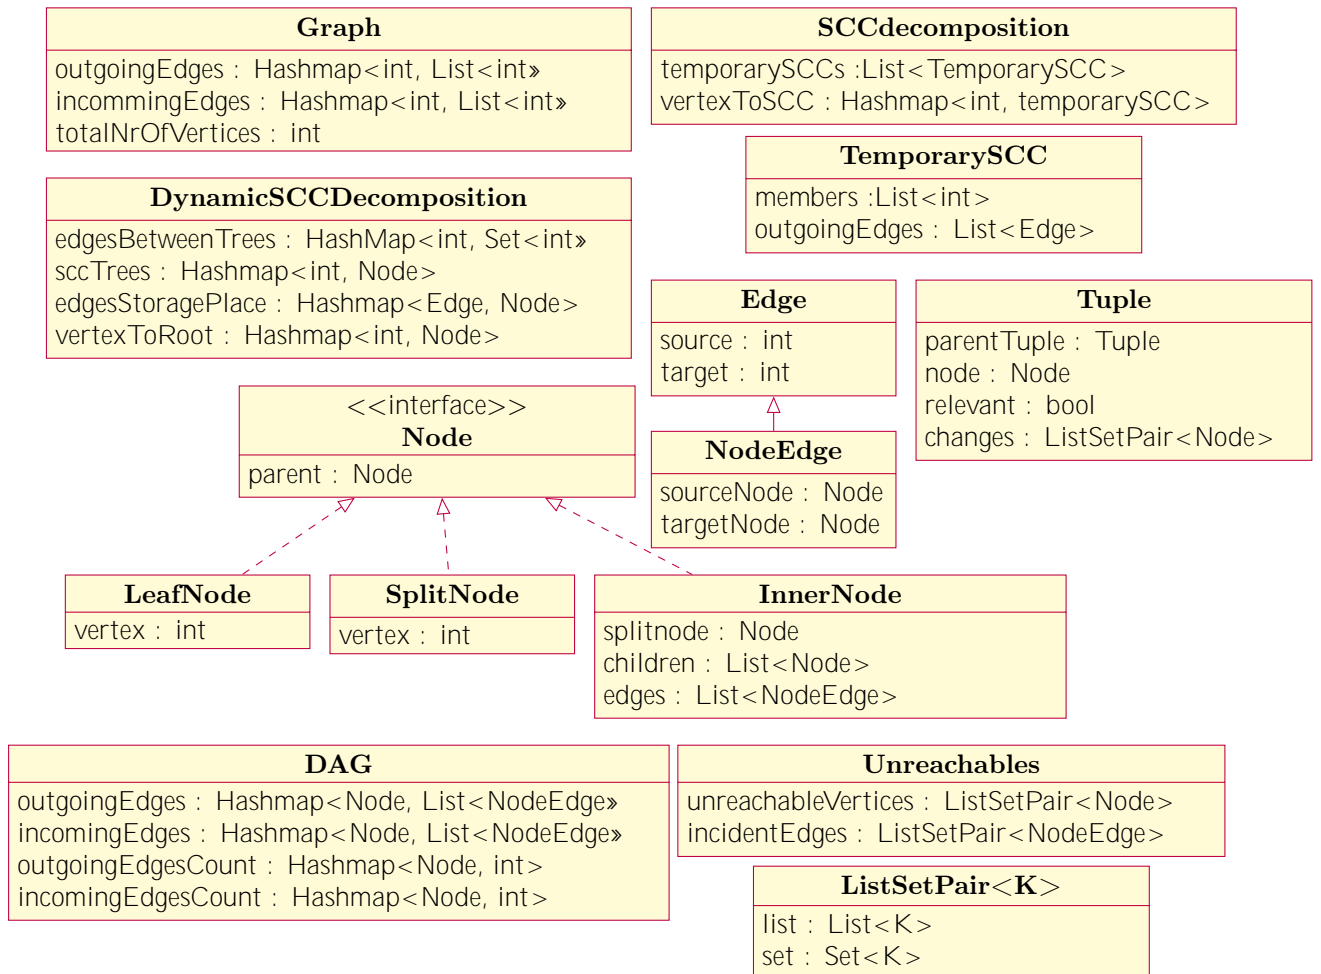 Graph
outgoingEdges : Hashmap<int, List<int»
incommingEdges : Hashmap<int, List<int»
totalNrOfVertices : int
SCCdecomposition
temporarySCCs :List<TemporarySCC>
vertexToSCC : Hashmap<int, temporarySCC>
TemporarySCC
members :List<int>
outgoingEdges : List<Edge>
DynamicSCCDecomposition
edgesBetweenTrees : HashMap<int, Set<int»
sccTrees : Hashmap<int, Node>
edgesStoragePlace : Hashmap<Edge, Node>
vertexToRoot : Hashmap<int, Node>
Edge
source : int
target : int
Tuple
parentTuple : Tuple
node : Node
relevant : bool
changes : ListSetPair<Node>
<<interface>>
Node
parent : Node
NodeEdge
sourceNode : Node
targetNode : Node
LeafNode
vertex : int
SplitNode
vertex : int
InnerNode
splitnode : Node
children : List<Node>
edges : List<NodeEdge>
DAG
outgoingEdges : Hashmap<Node, List<NodeEdge»
incomingEdges : Hashmap<Node, List<NodeEdge»
outgoingEdgesCount : Hashmap<Node, int>
incomingEdgesCount : Hashmap<Node, int>
Unreachables
unreachableVertices : ListSetPair<Node>
incidentEdges : ListSetPair<NodeEdge>
ListSetPair<K>
list : List<K>
set : Set<K>